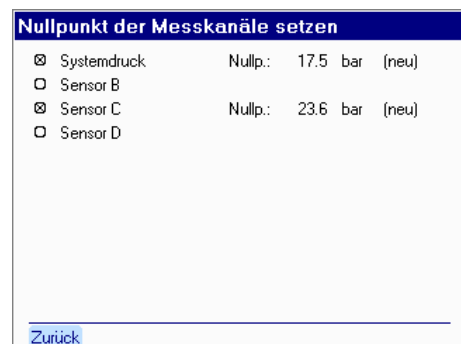 Nullpunkt der Messkanäle setzen
Systemdruck Nullp.: 17.5 bar (neu)
Sensor B
Sensor C Nullp.: 23.6 bar (neu)
Sensor D
Zurück